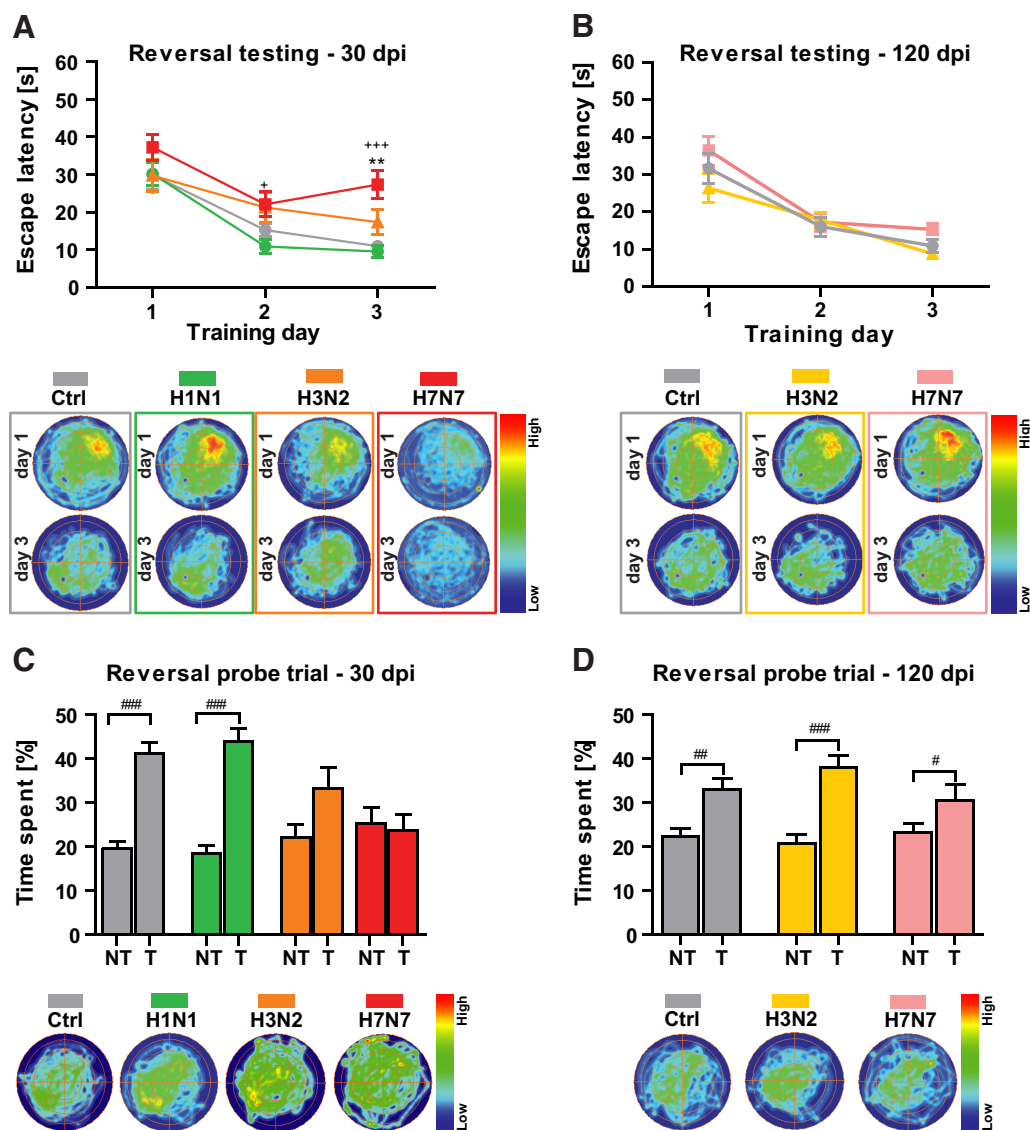 A
Reversal testing - 30 dpi
Escape latency [s]
60
50
40
30
20
10
0
+
+++
**
1 2 3
Training day
Ctrl H1N1 H3N2 H7N7
day 1 day 1 day 1 day 1
day 3 day 3 day 3 day 3
High
Low
B
Reversal testing - 120 dpi
Escape latency [s]
60
50
40
30
20
10
0
1 2 3
Training day
Ctrl H3N2 H7N7
day 1 day 1 day 1
day 3 day 3 day 3
High
Low
C
Reversal probe trial - 30 dpi
Time spent [%]
50
40
30
20
10
0
### ###
NT T NT T NT T NT T
Ctrl H1N1 H3N2 H7N7
High
Low
D
Reversal probe trial - 120 dpi
Time spent [%]
50
40
30
20
10
0
## ### #
NT T NT T NT T
Ctrl H3N2 H7N7
High
Low